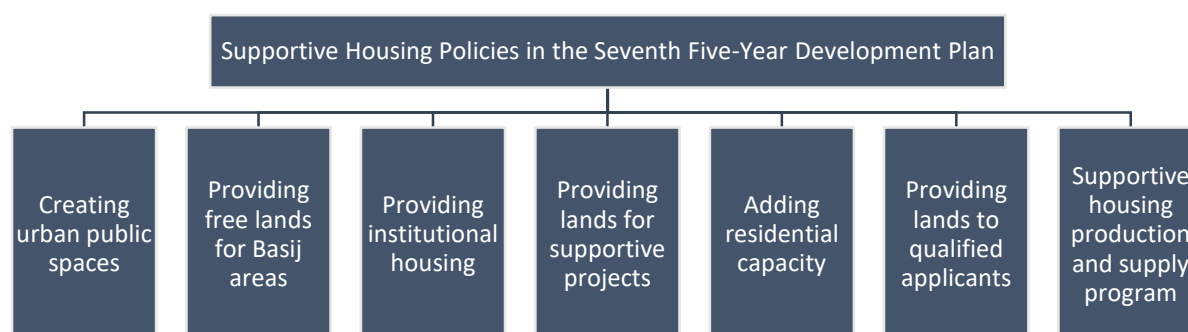 Supportive Housing Policies in the Seventh Five-Year Development Plan
Creating
urban public
spaces
Providing
free lands
for Basij
areas
Providing
institutional
housing
Providing
lands for
supportive
projects
Adding
residential
capacity
Providing
lands to
qualified
applicants
Supportive
housing
production
and supply
program